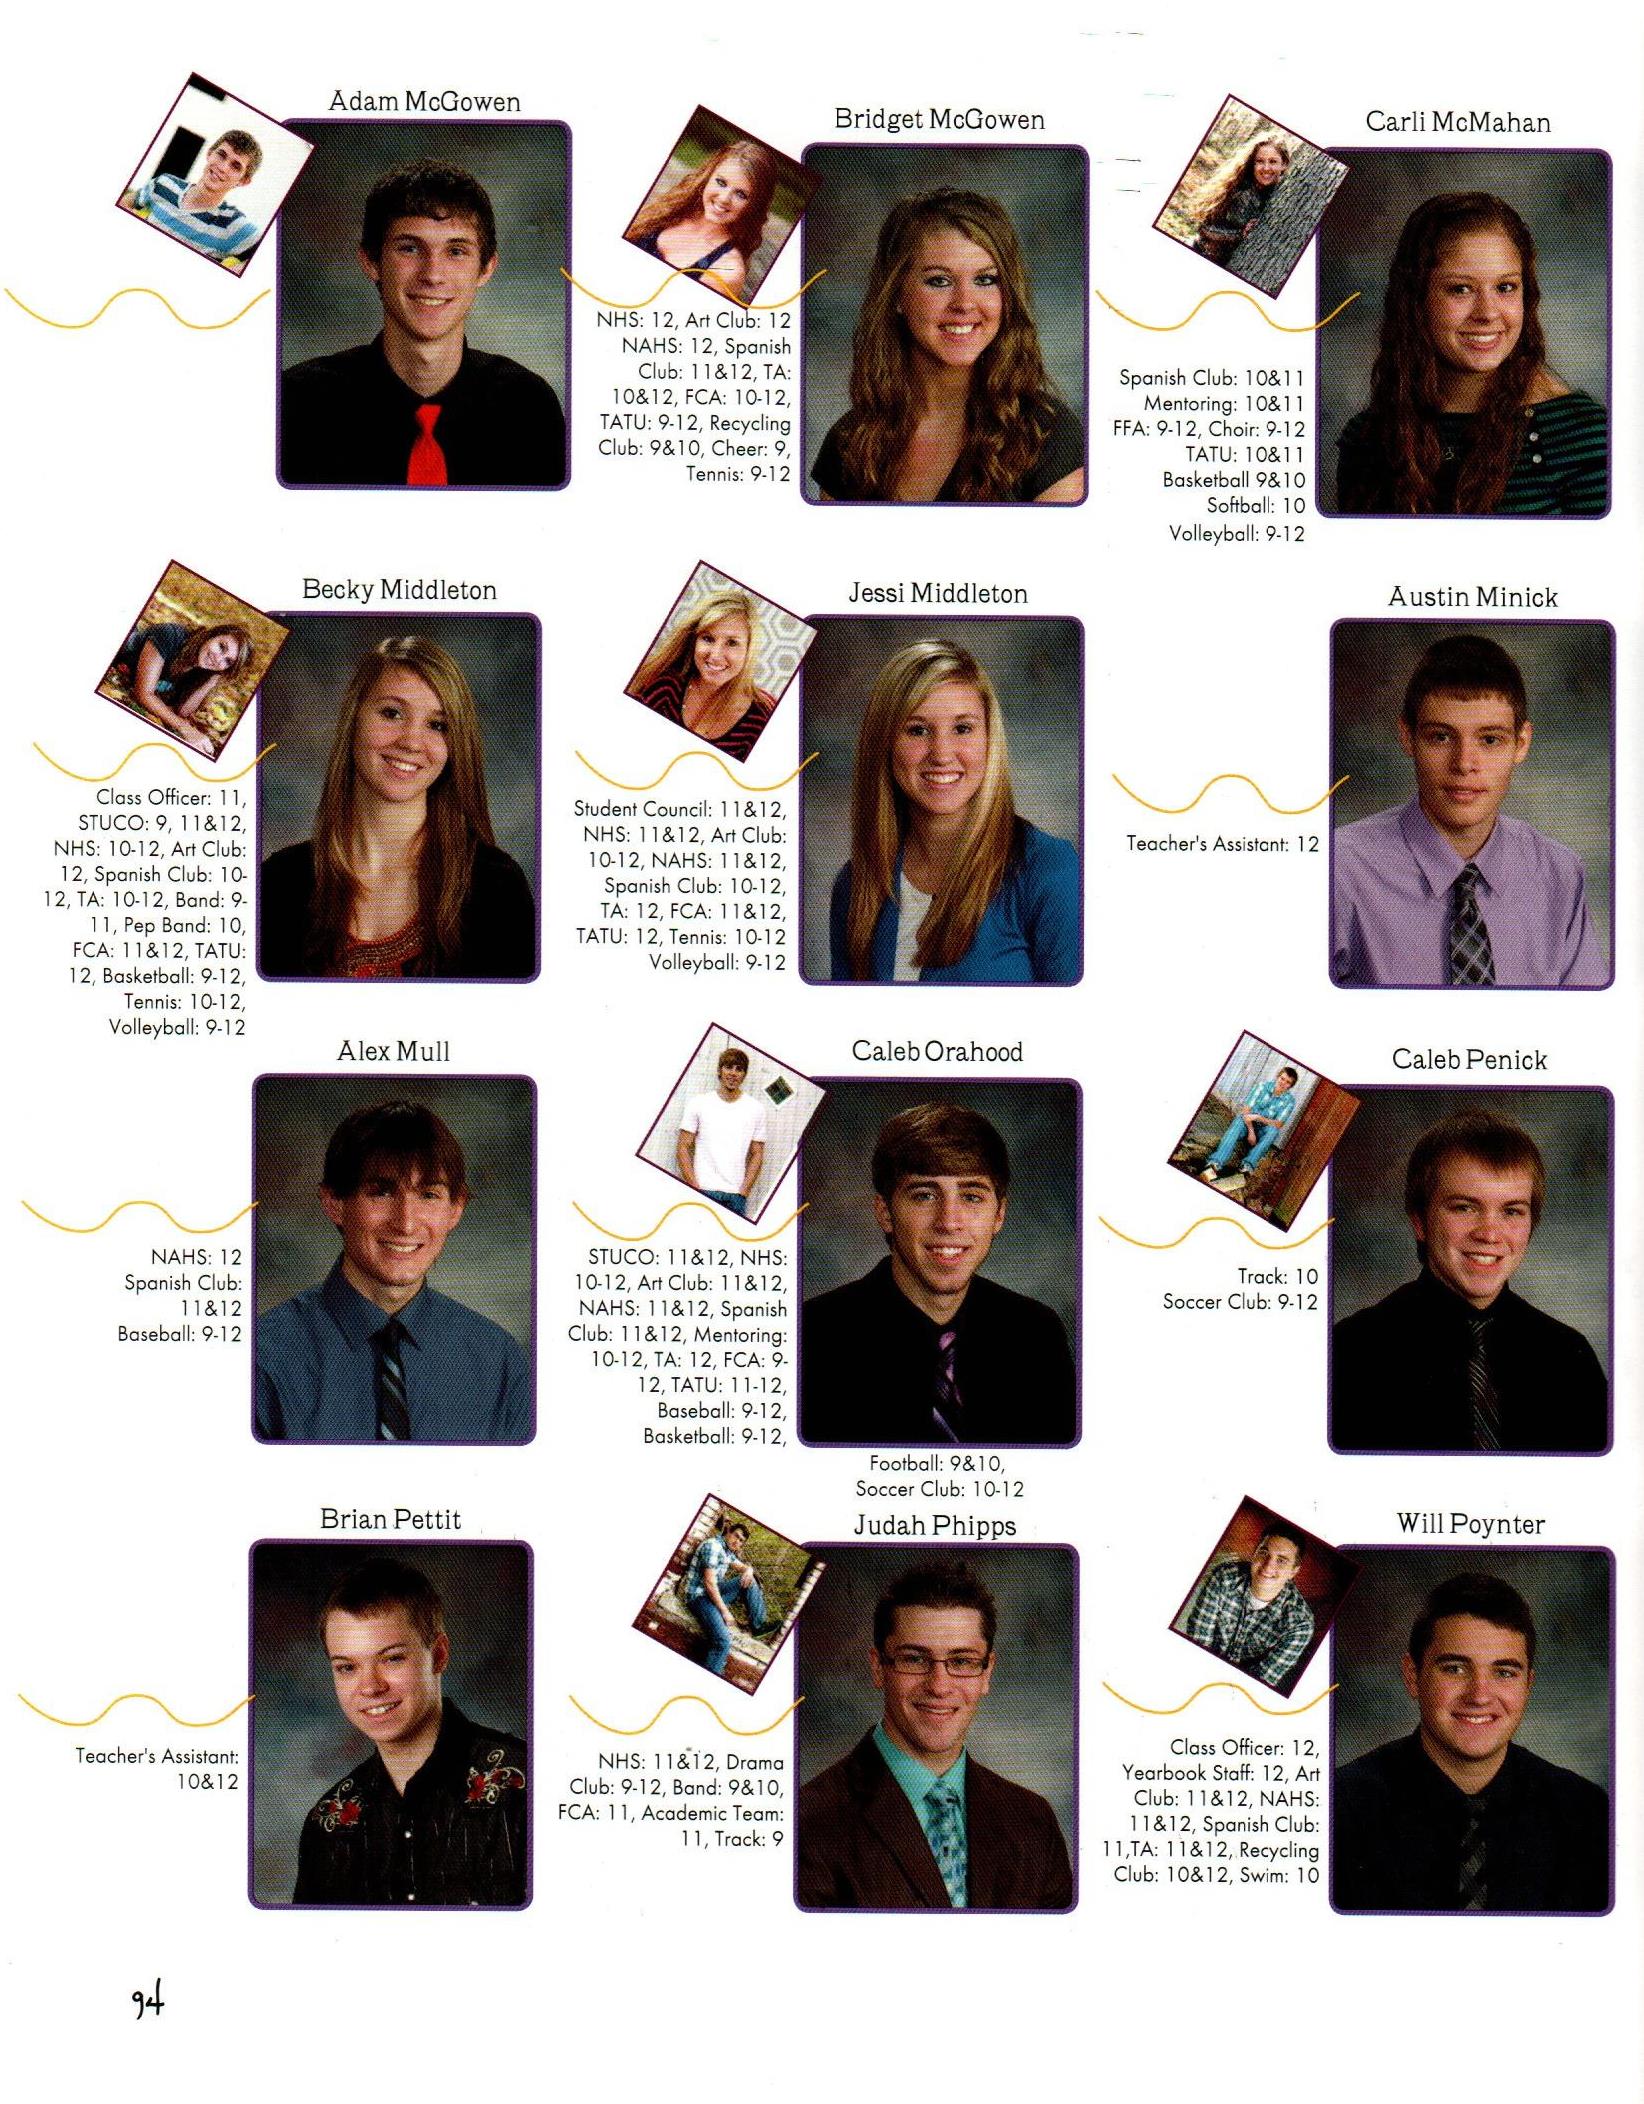 Adam McGowen
Bridget McGowen
NHS: 12, Art Club: 12
NAHS: 12, Spanish
Club: 11&12, TA:
10&12, FCA: 10-12,
TATU: 9-12, Recycling
Club: 9&10, Cheer: 9,
Tennis: 9-12
Carli McMahan
Spanish Club: 10&11
Mentoring: 10&11
FFA: 9-12, Choir: 9-12
TATU: 10&11
Basketball 9&10
Softball: 10
Volleyball: 9-12
Becky Middleton
Class Officer: 11,
STUCO: 9, 11&12,
NHS: 10-12, Art Club:
12, Spanish Club: 10-
12, TA: 10-12, Band: 9-
11, Pep Band: 10,
FCA: 11&12, TATU:
12, Basketball: 9-12,
Tennis: 10-12,
Volleyball: 9-12
Jessi Middleton
Student Council: 11&12,
NHS: 11&12, Art Club:
10-12, NAHS: 11&12,
Spanish Club: 10-12,
TA: 12, FCA: 11&12,
TATU: 12, Tennis: 10-12
Volleyball: 9-12
Austin Minick
Teacher's Assistant: 12
Alex Mull
NAHS: 12
Spanish Club:
11&12
Baseball: 9-12
Caleb Orahood
STUCO: 11&12, NHS:
10-12, Art Club: 11&12,
NAHS: 11&12, Spanish
Club: 11&12, Mentoring:
10-12, TA: 12, FCA: 9-
12, TATU: 11-12,
Baseball: 9-12,
Basketball: 9-12,
Football: 9&10,
Soccer Club: 10-12
Caleb Penick
Track: 10
Soccer Club: 9-12
Brian Pettit
Teacher's Assistant:
10&12
Judah Phipps
NHS: 11&12, Drama
Club: 9-12, Band: 9&10,
FCA: 11, Academic Team:
11, Track: 9
Will Poynter
Class Officer: 12,
Yearbook Staff: 12, Art
Club: 11&12, NAHS:
11&12, Spanish Club:
11,TA: 11&12, Recycling
Club: 10&12, Swim: 10
94